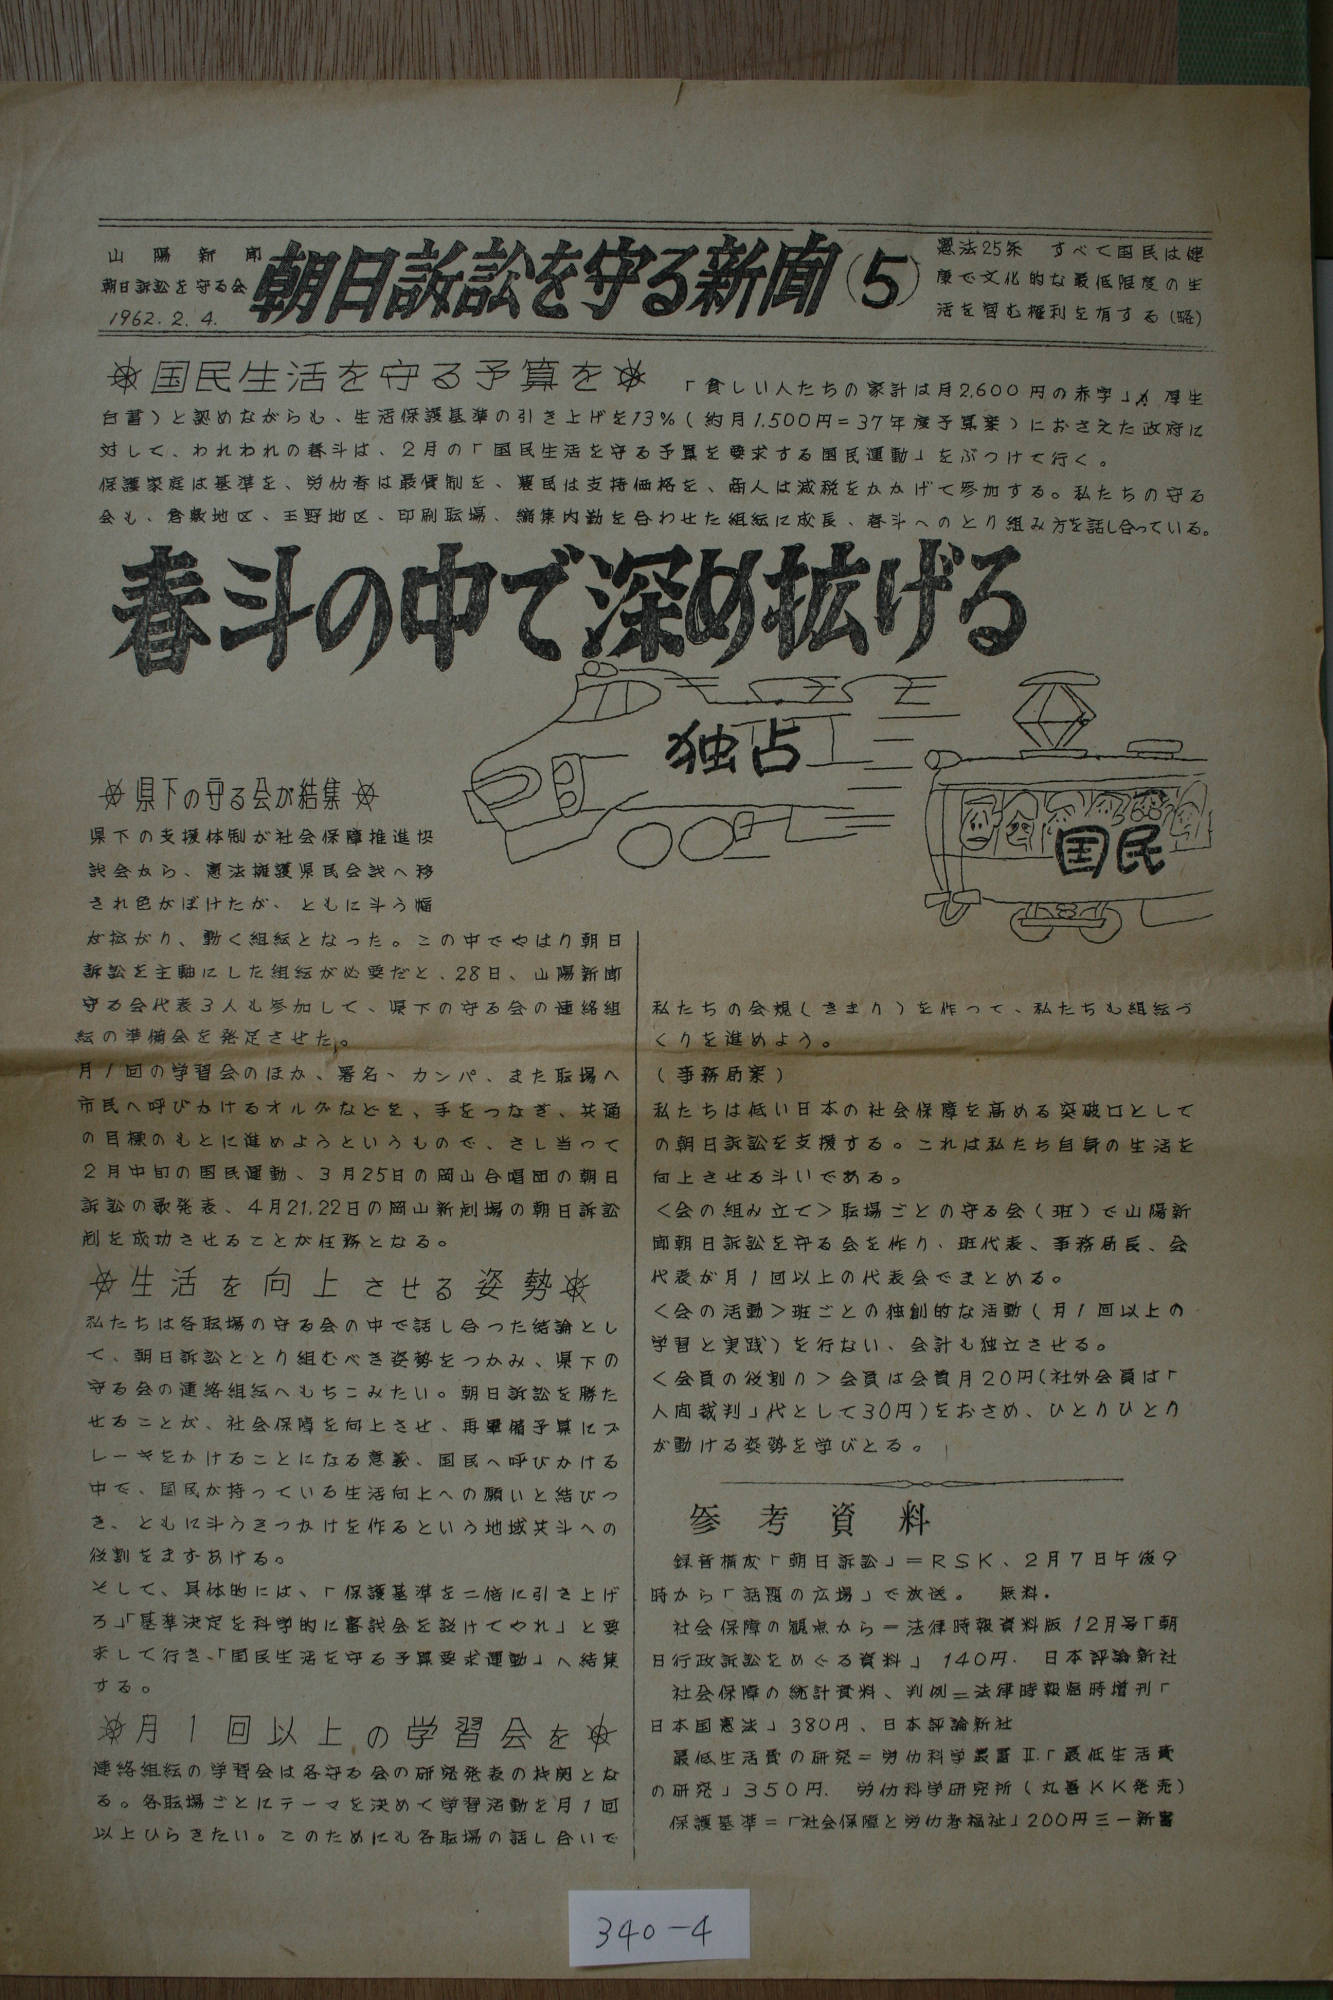 山陽新聞
朝日訴訟を守る会
1962.2.4.
朝日訴訟を守る新聞(5)
憲法25条　すべて国民は健
康で文化的な最低限度の生
活を営む権利を有する(略)
国民生活を守る予算を
「貧しい人たちの家計は月2,600円の赤字」(厚生
白書)と認めながらも、生活保護基準の引き上げを13%(約月1,500円=37年度予算案)におさえた政府に
対して、われわれの春斗は、2月の「国民生活を守る予算を要求する国民運動」をぶつけて行く。
保護家庭は基準を、労仂者は最賃制を、農民は支持価格を、商人は減税をかかげて参加する。私たちの守る
会も、倉敷地区、玉野地区、印刷耺場、編集内勤を合わせた組织に成長、春斗へのとり組み方を話し合っている。
春斗の中で深め拡げる
独占
国民
県下の守る会が結集
県下の支援体制が社会保障推進協
議会から、憲法擁護県民会議へ移
され色がぼけたが、ともに斗う幅
が拡がり、動く組织となった。この中でやはり朝日
訴訟を主軸にした組织が必要だと、28日、山陽新聞
守る会代表3人も参加して、県下の守る会の連絡組
织の準備会を発足させた。
月1回の学習会のほか、署名、カンパ、また耺場へ
市民へ呼びかけるオルグなどを、手をつなぎ、共通
の目標のもとに進めようというもので、さし当って
2月中旬の国民運動、3月25日の岡山合唱団の朝日
訴訟の歌発表、4月21,22日の岡山新劇場の朝日訴訟
劇を成功させることが任務となる。
生活を向上させる姿勢
私たちは各耺場の守る会の中で話し合った結論とし
て、朝日訴訟ととり組むべき姿勢をつかみ、県下の
守る会の連絡組织へもちこみたい。朝日訴訟を勝た
せることが、社会保障を向上させ、再軍備予算にブ
レーキをかけることになる意義、国民へ呼びかける
中で、国民が持っている生活向上への願いと結びつ
き、ともに斗うきっかけを作るという地域共斗への
役割をまずあげる。
そして、具体的には、「保護基準を二倍に引き上げ
ろ」「基準決定を科学的に審議会を設けてやれ」と要
求して行き、「国民生活を守る予算要求運動」へ結集
する。
月1回以上の学習会を
連絡組织の学習会は各守る会の研究発表の机関とな
る。各耺場ごとにテーマを決めて学習活動を月1回
以上ひらきたい。このためにも各耺場の話し合いで
私たちの会規(きまり)を作って、私たちも組织づ
くりを進めよう。
(事務局案)
私たちは低い日本の社会保障を高める突破口として
の朝日訴訟を支援する。これは私たち自身の生活を
向上させる斗いである。
<会の組み立て>耺場ごとの守る会(班)で山陽新
聞朝日訴訟を守る会を作り、班代表、事務局長、会
代表が月1回以上の代表会でまとめる。
<会の活動>班ごとの独創的な活動(月1回以上の
学習と実践)を行ない、会計も独立させる。
<会員の役割り>会員は会費月20円(社外会員は「
人間裁判」代として30円)をおさめ、ひとりひとり
が動ける姿勢を学びとる。
参考資料
録音構成「朝日訴訟」=RSK、2月7日午後9
時から「話題の広場」で放送。　無料.
社会保障の観点から=法律時報資料版12月号「朝
日行政訴訟をめぐる資料」140円. 日本評論新社
社会保障の統計資料、判例=法律時報臨時増刊「
日本国憲法」380円、日本評論新社
最低生活費の研究=労仂科学叢書Ⅱ.「最低生活費
の研究」350円.　労仂科学研究所(丸善KK発売)
保護基準=「社会保障と労仂者福祉」200円三一新書
340-4